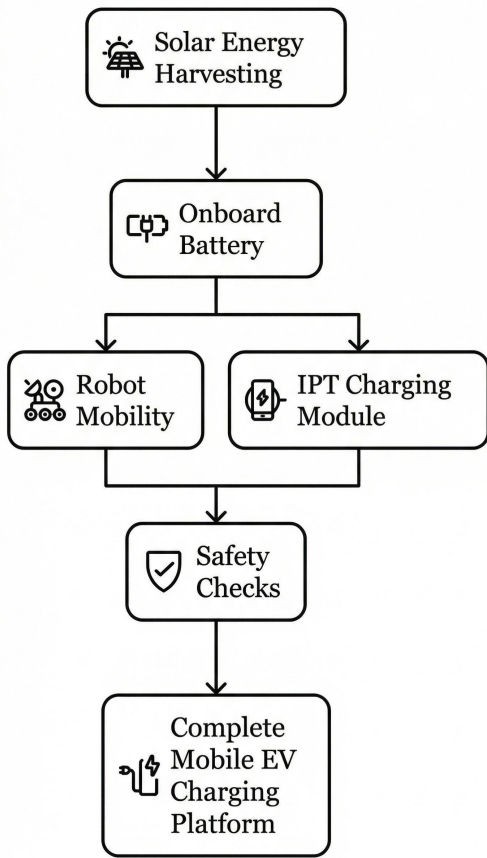 Solar Energy
Harvesting
Onboard
Battery
Robot
Mobility
IPT Charging
Module
Safety
Checks
Complete
Mobile EV
Charging
Platform